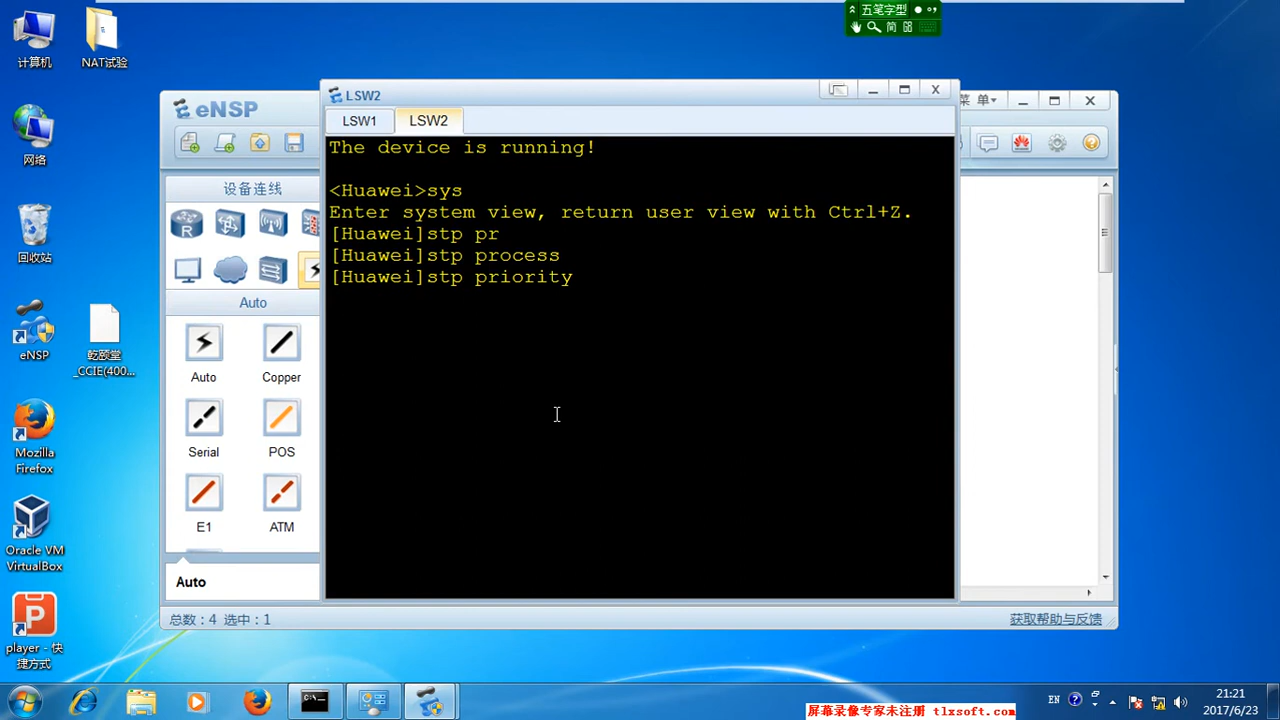 五笔字型
简
计算机
NAT试验
网络
回收站
eNSP
乾颐堂
_CCIE(400...
Mozilla
Firefox
Oracle VM
VirtualBox
player - 快
捷方式
eNSP
菜 单
设备连线
Auto
Auto
Copper
Serial
POS
E1
ATM
Auto
总数：4 选中：1
获取帮助与反馈
LSW2
LSW1
LSW2
The device is running!
<Huawei>sys
Enter system view, return user view with Ctrl+Z.
[Huawei]stp pr
[Huawei]stp process
[Huawei]stp priority
EN
21:21
2017/6/23
屏幕录像专家未注册 tlxsoft.com